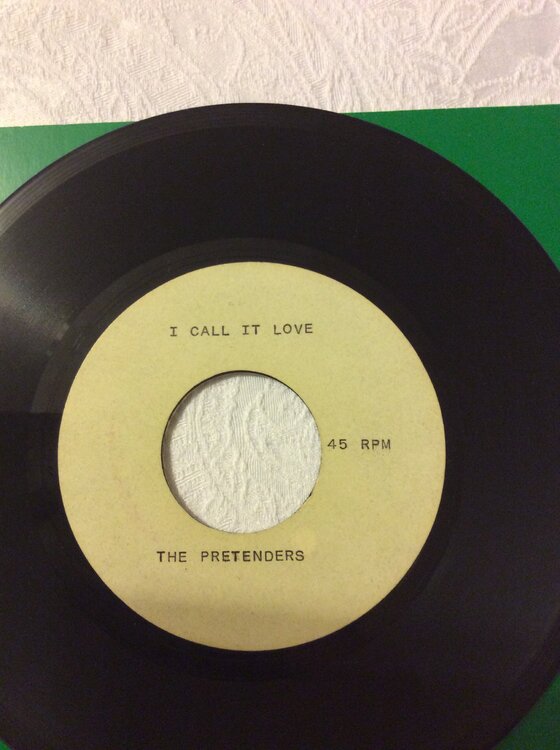 I CALL IT LOVE
45 RPM
THE PRETENDERS